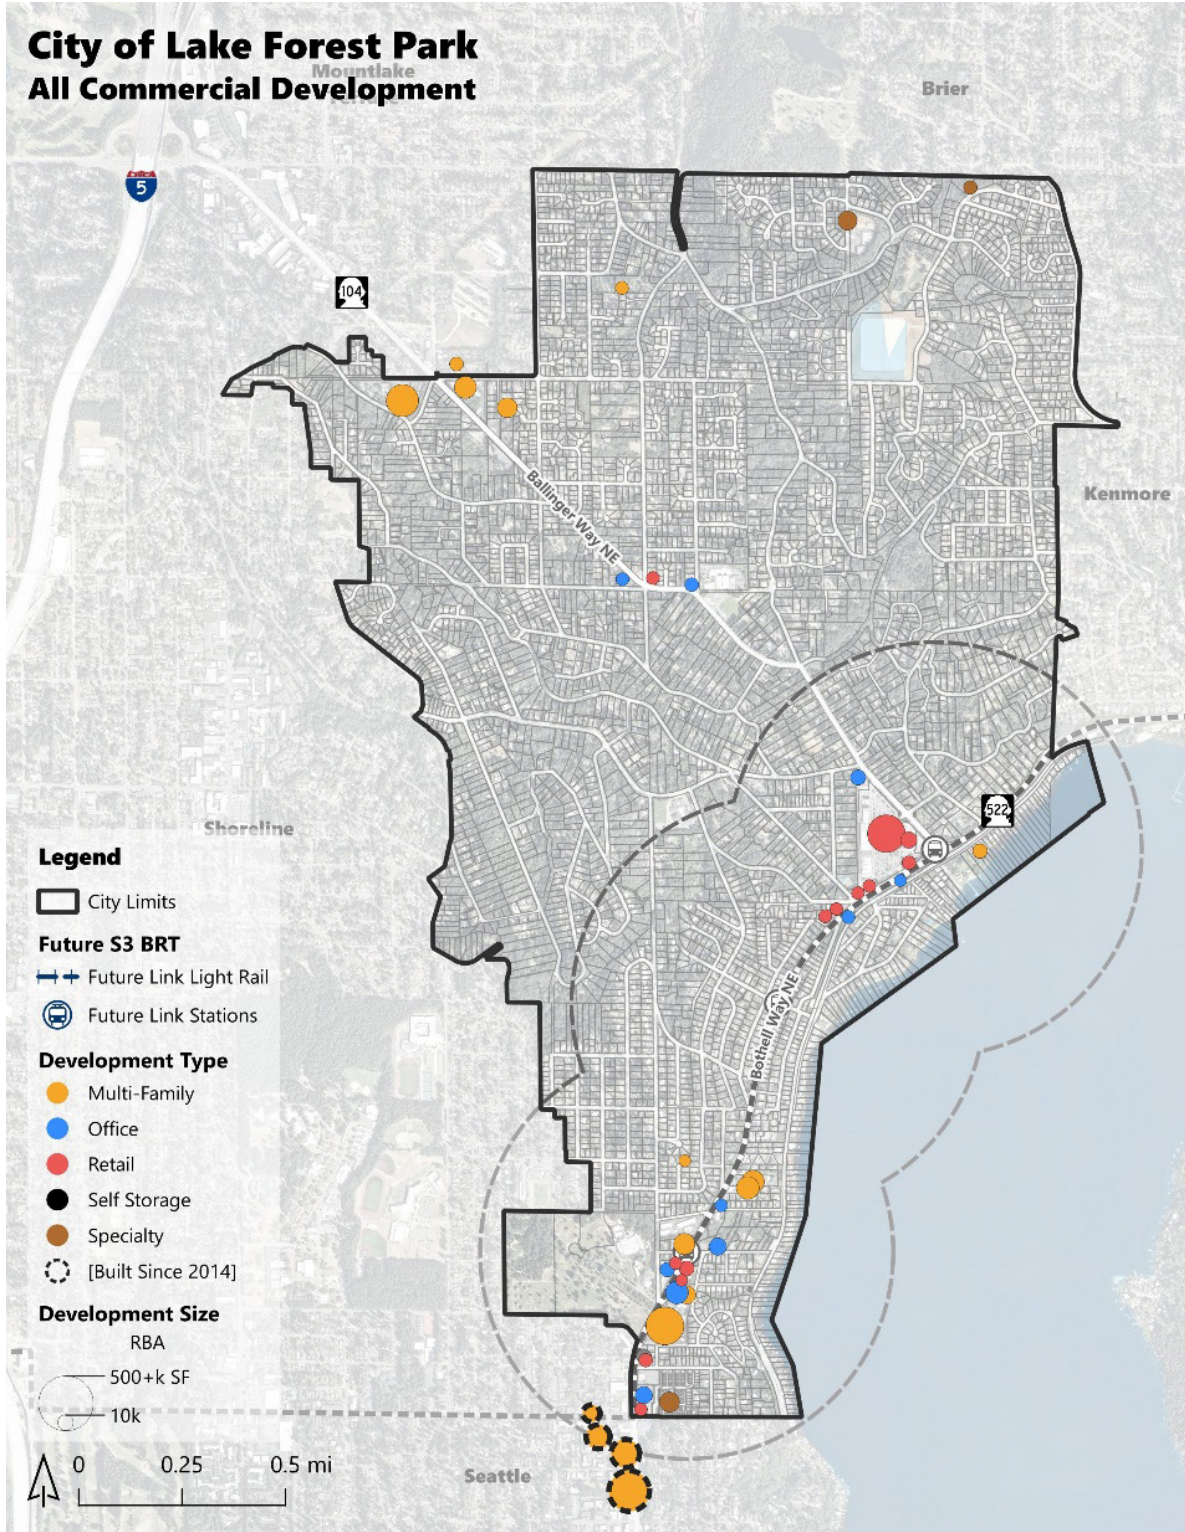 City of Lake Forest Park
All Commercial Development
Mountlake
Terrace
Brier
5
104
Ballinger Way NE
Kenmore
522
Shoreline
Bothell Way NE
Seattle
Legend
City Limits
Future S3 BRT
Future Link Light Rail
Future Link Stations
Development Type
Multi-Family
Office
Retail
Self Storage
Specialty
[Built Since 2014]
Development Size
RBA
500+k SF
10k
0 0.25 0.5 mi